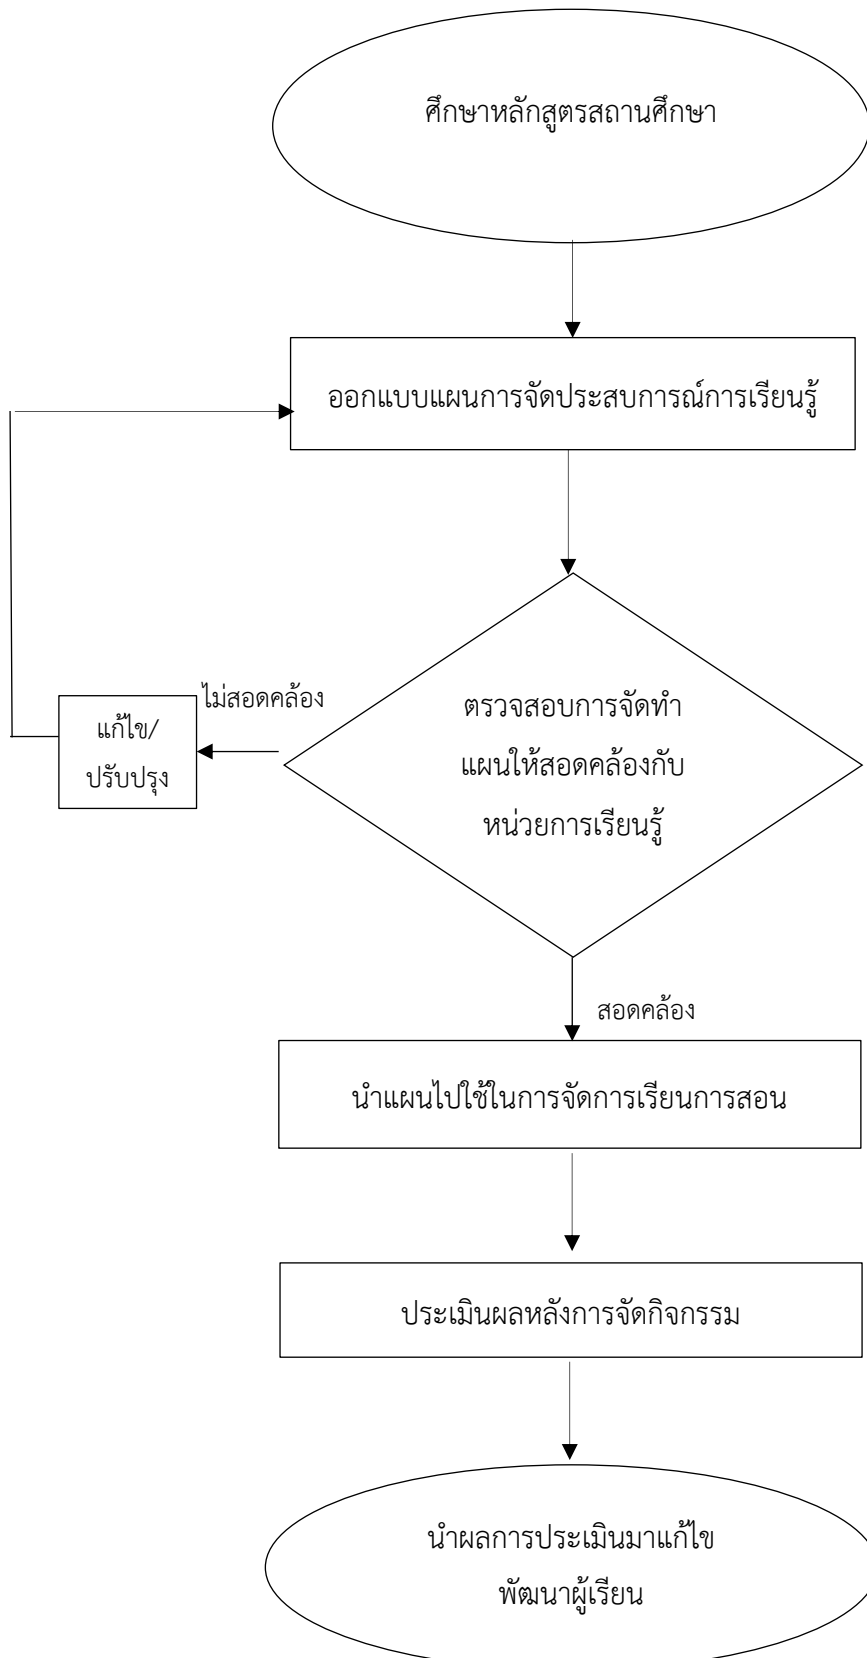 ศึกษาหลักสูตรสถานศึกษา
ออกแบบแผนการจัดประสบการณ์การเรียนรู้
ตรวจสอบการจัดทำ
แผนให้สอดคล้องกับ
หน่วยการเรียนรู้
ไม่สอดคล้อง
แก้ไข/
ปรับปรุง
สอดคล้อง
นำแผนไปใช้ในการจัดการเรียนการสอน
ประเมินผลหลังการจัดกิจกรรม
นำผลการประเมินมาแก้ไข
พัฒนาผู้เรียน